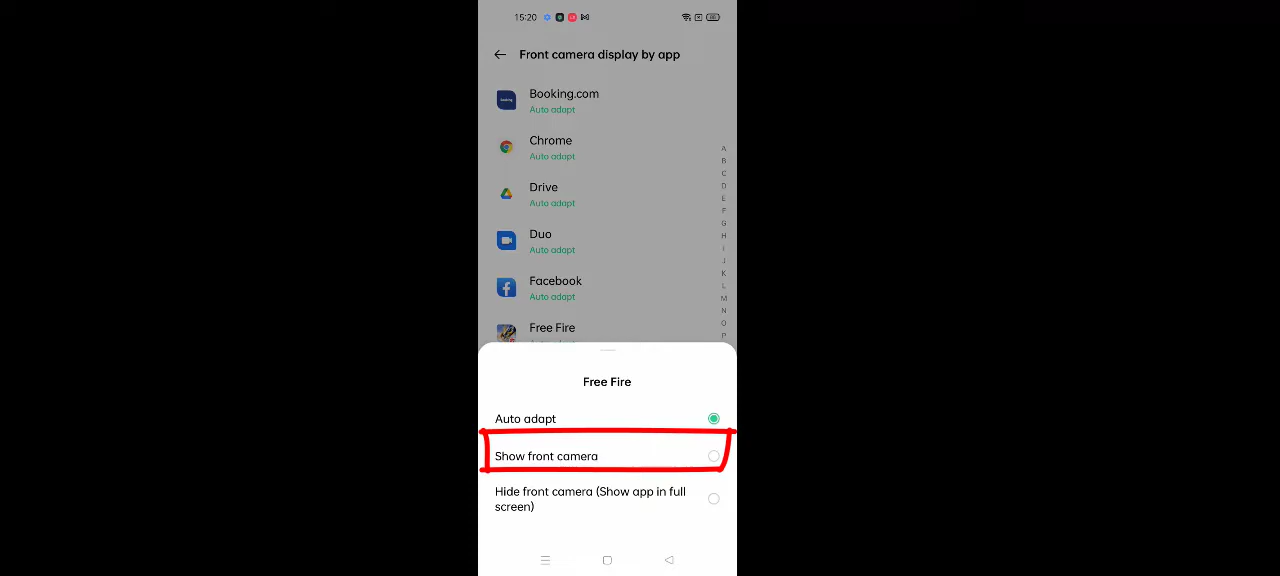 15:20
Front camera display by app
Booking.com
Auto adapt
Chrome
Auto adapt
Drive
Auto adapt
Duo
Auto adapt
Facebook
Auto adapt
Free Fire
A
B
C
D
E
F
G
H
I
J
K
L
M
N
O
P
Free Fire
Auto adapt
Show front camera
Hide front camera (Show app in full
screen)